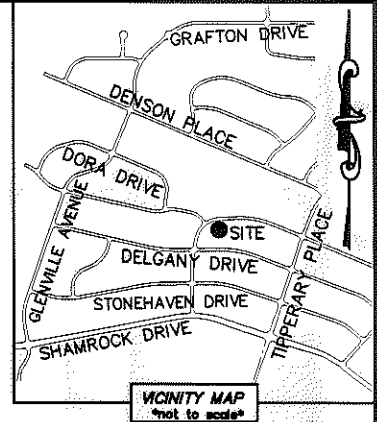 GRAFTON DRIVE
DENSON PLACE
DORA DRIVE
GLENVILLE AVENUE
SITE
DELGANY DRIVE
TIPPERARY PLACE
STONEHAVEN DRIVE
SHAMROCK DRIVE
VICINITY MAP
*not to scale*